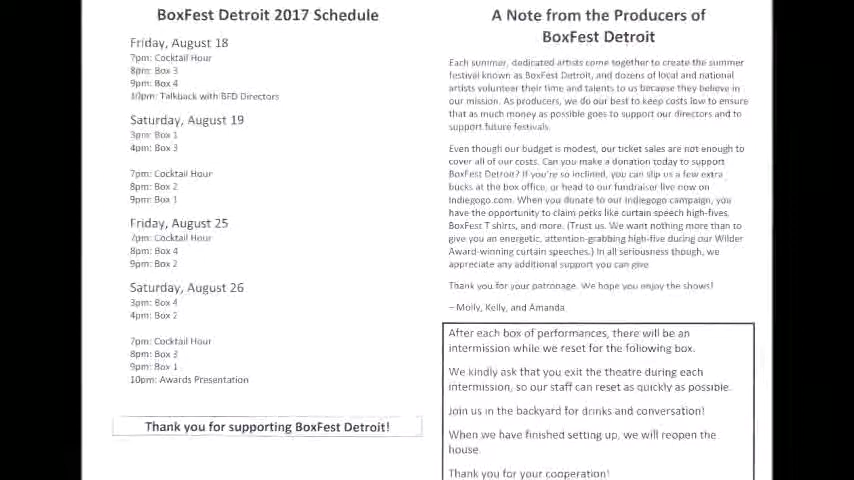 BoxFest Detroit 2017 Schedule
Friday, August 18
7pm: Cocktail Hour
8pm: Box 3
9pm: Box 4
10pm: Talkback with BFD Directors
Saturday, August 19
3pm: Box 1
4pm: Box 3
7pm: Cocktail Hour
8pm: Box 2
9pm: Box 1
Friday, August 25
7pm: Cocktail Hour
8pm: Box 4
9pm: Box 2
Saturday, August 26
3pm: Box 4
4pm: Box 2
7pm: Cocktail Hour
8pm: Box 3
9pm: Box 1
10pm: Awards Presentation
Thank you for supporting BoxFest Detroit!
A Note from the Producers of
BoxFest Detroit
Each summer, dedicated artists come together to create the summer
festival known as BoxFest Detroit, and dozens of local and national
artists volunteer their time and talents to us because they believe in
our mission. As producers, we do our best to keep costs low to ensure
that as much money as possible goes to support our directors and to
support future festivals.
Even though our budget is modest, our ticket sales are not enough to
cover all of our costs. Can you make a donation today to support
BoxFest Detroit? If you're so inclined, you can slip us a few extra
bucks at the box office, or head to our fundraiser live now on
Indiegogo.com. When you donate to our Indiegogo campaign, you
have the opportunity to claim perks like curtain speech high-fives,
BoxFest T shirts, and more. (Trust us. We want nothing more than to
give you an energetic, attention-grabbing high-five during our Wilder
Award-winning curtain speeches.) In all seriousness though, we
appreciate any additional support you can give
Thank you for your patronage. We hope you enjoy the shows!
– Molly, Kelly, and Amanda
After each box of performances, there will be an
intermission while we reset for the following box.
We kindly ask that you exit the theatre during each
intermission, so our staff can reset as quickly as possible.
Join us in the backyard for drinks and conversation!
When we have finished setting up, we will reopen the
house.
Thank you for your cooperation!